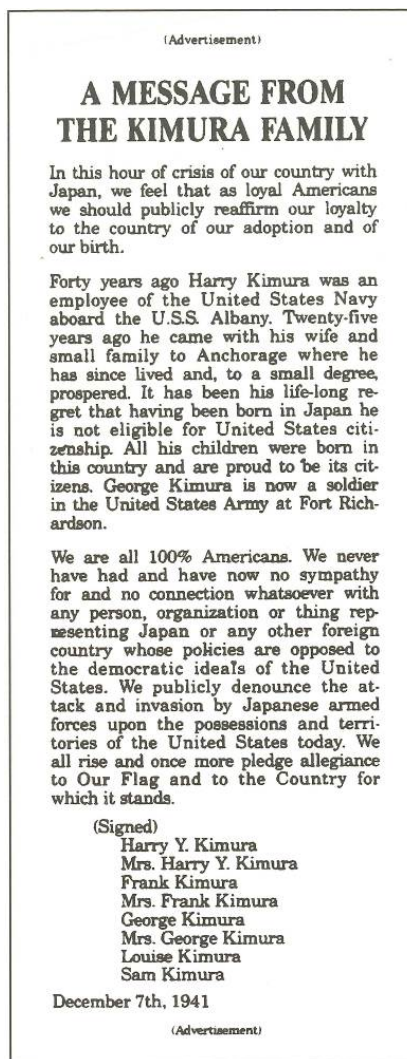 (Advertisement)
A MESSAGE FROM
THE KIMURA FAMILY
In this hour of crisis of our country with
Japan, we feel that as loyal Americans
we should publicly reaffirm our loyalty
to the country of our adoption and of
our birth.
Forty years ago Harry Kimura was an
employee of the United States Navy
aboard the U.S.S. Albany. Twenty-five
years ago he came with his wife and
small family to Anchorage where he
has since lived and, to a small degree,
prospered. It has been his life-long re-
gret that having been born in Japan he
is not eligible for United States citi-
zenship. All his children were born in
this country and are proud to be its cit-
izens. George Kimura is now a soldier
in the United States Army at Fort Rich-
ardson.
We are all 100% Americans. We never
have had and have now no sympathy
for and no connection whatsoever with
any person, organization or thing rep-
resenting Japan or any other foreign
country whose policies are opposed to
the democratic ideals of the United
States. We publicly denounce the at-
tack and invasion by Japanese armed
forces upon the possessions and terri-
tories of the United States today. We
all rise and once more pledge allegiance
to Our Flag and to the Country for
which it stands.
(Signed)
Harry Y. Kimura
Mrs. Harry Y. Kimura
Frank Kimura
Mrs. Frank Kimura
George Kimura
Mrs. George Kimura
Louise Kimura
Sam Kimura
December 7th, 1941
(Advertisement)